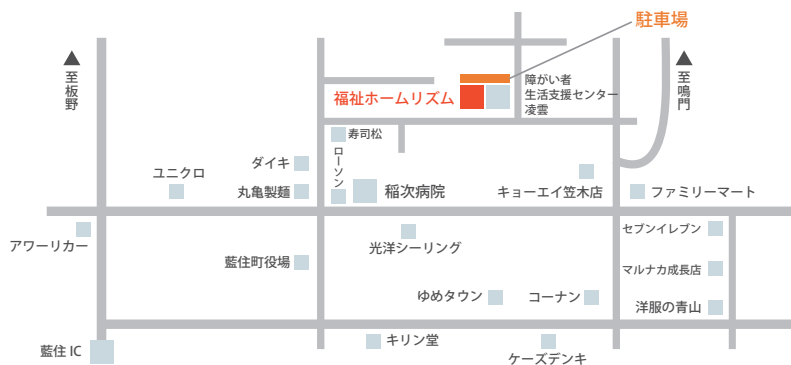 駐車場
至板野
至鳴門
障がい者
生活支援センター
凌雲
福祉ホームリズム
寿司松
ローソン
ダイキ
ユニクロ
丸亀製麺
稲次病院
キョーエイ笠木店
ファミリーマート
アワーリカー
光洋シーリング
セブンイレブン
藍住町役場
マルナカ成長店
ゆめタウン
コーナン
洋服の青山
藍住 IC
キリン堂
ケーズデンキ